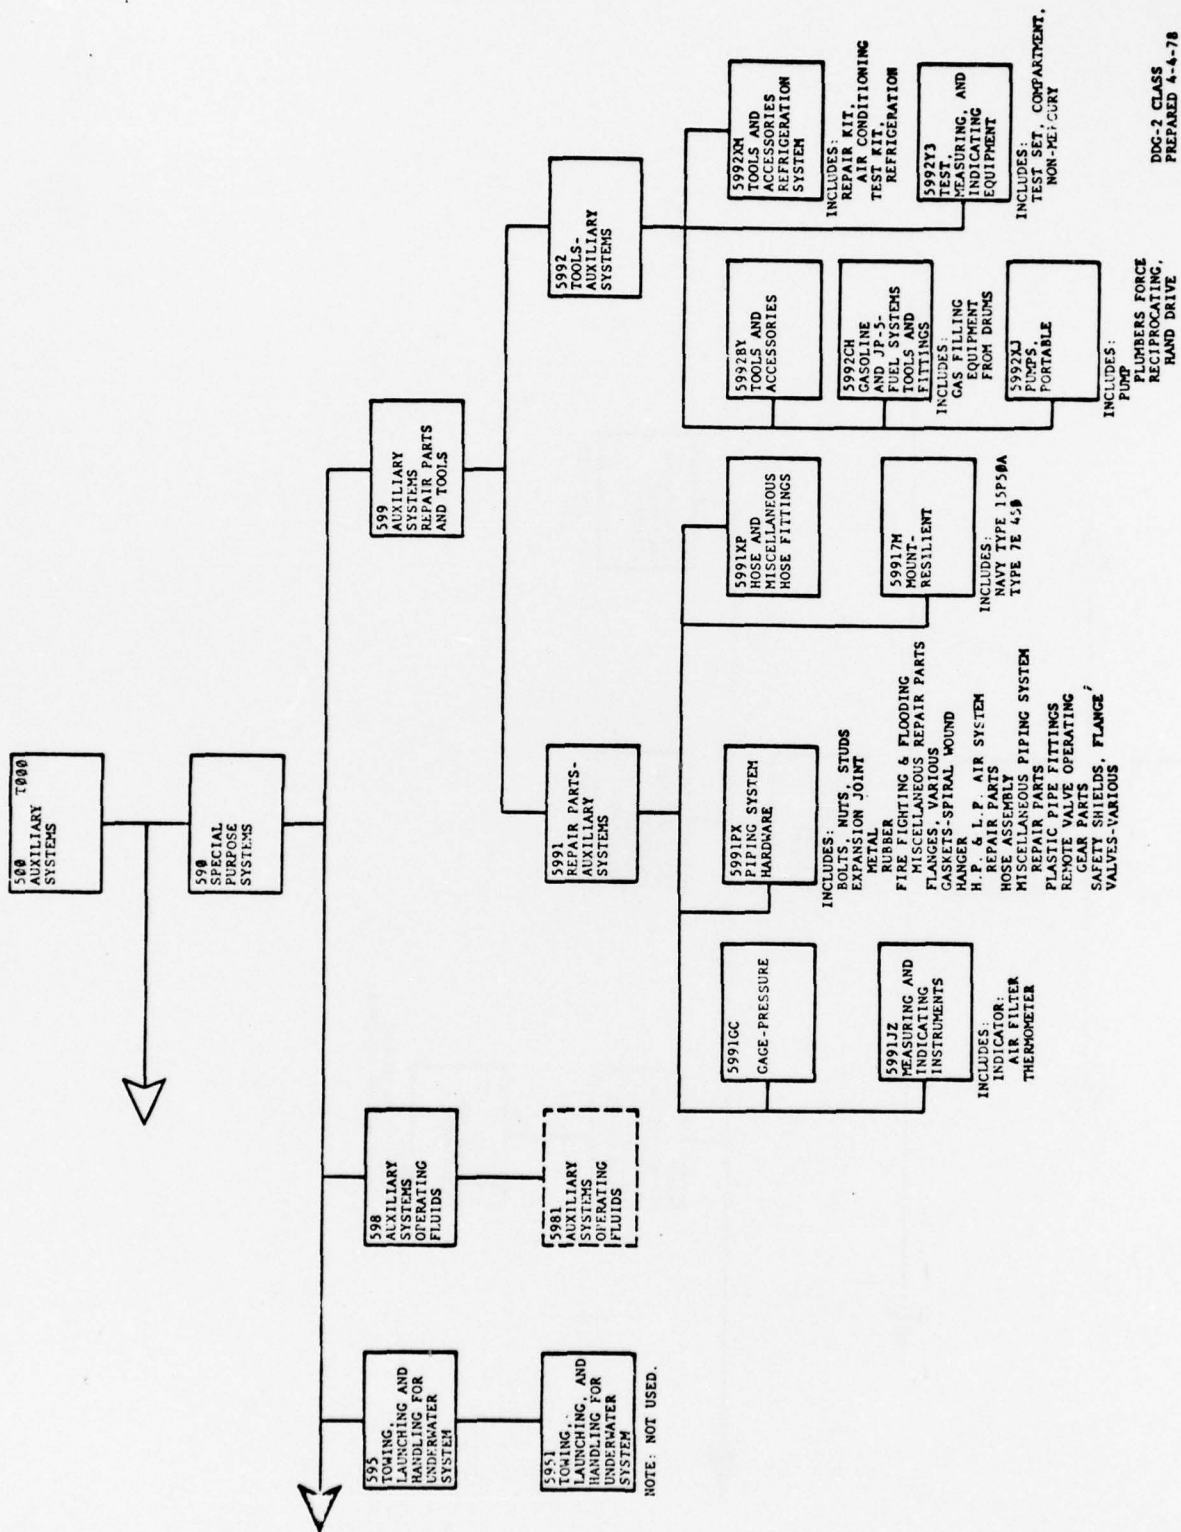 500 T000
AUXILIARY
SYSTEMS
590
SPECIAL
PURPOSE
SYSTEMS
595
TOWING,
LAUNCHING AND
HANDLING FOR
UNDERWATER
SYSTEM
598
AUXILIARY
SYSTEMS
OPERATING
FLUIDS
599
AUXILIARY
SYSTEMS
REPAIR PARTS
AND TOOLS
5951
TOWING,
LAUNCHING, AND
HANDLING FOR
UNDERWATER
SYSTEM
NOTE: NOT USED.
5981
AUXILIARY
SYSTEMS
OPERATING
FLUIDS
5991
REPAIR PARTS-
AUXILIARY
SYSTEMS
5992
TOOLS-
AUXILIARY
SYSTEMS
5991GC
GAGE-PRESSURE
5991JZ
MEASURING AND
INDICATING
INSTRUMENTS
INCLUDES:
INDICATOR:
AIR FILTER
THERMOMETER
5991PX
PIPING SYSTEM
HARDWARE
INCLUDES:
BOLTS, NUTS, STUDS
EXPANSION JOINT
METAL
RUBBER
FIRE FIGHTING & FLOODING
MISCELLANEOUS REPAIR PARTS
FLANGES, VARIOUS
GASKETS-SPIRAL WOUND
HANGER
H.P. & L.P. AIR SYSTEM
REPAIR PARTS
HOSE ASSEMBLY
MISCELLANEOUS PIPING SYSTEM
REPAIR PARTS
PLASTIC PIPE FITTINGS
REMOTE VALVE OPERATING
GEAR PARTS
SAFETY SHIELDS, FLANGE
VALVES-VARIOUS
5991XP
HOSE AND
MISCELLANEOUS
HOSE FITTINGS
59917M
MOUNT-
RESILIENT
INCLUDES:
NAVY TYPE 15P50A
TYPE 7E 450
5992BY
TOOLS AND
ACCESSORIES
5992CH
GASOLINE
AND JP-5-
FUEL SYSTEMS
TOOLS AND
FITTINGS
INCLUDES:
GAS FILLING
EQUIPMENT
FROM DRUMS
5992XJ
PUMPS,
PORTABLE
INCLUDES:
PUMP
PLUMBERS FORCE
RECIPROCATING,
HAND DRIVE
5992XM
TOOLS AND
ACCESSORIES
REFRIGERATION
SYSTEM
INCLUDES:
REPAIR KIT,
AIR CONDITIONING
TEST KIT,
REFRIGERATION
5992Y3
TEST,
MEASURING, AND
INDICATING
EQUIPMENT
INCLUDES:
TEST SET, COMPARTMENT,
NON-MERCURY
DDG-2 CLASS
PREPARED 4-4-78